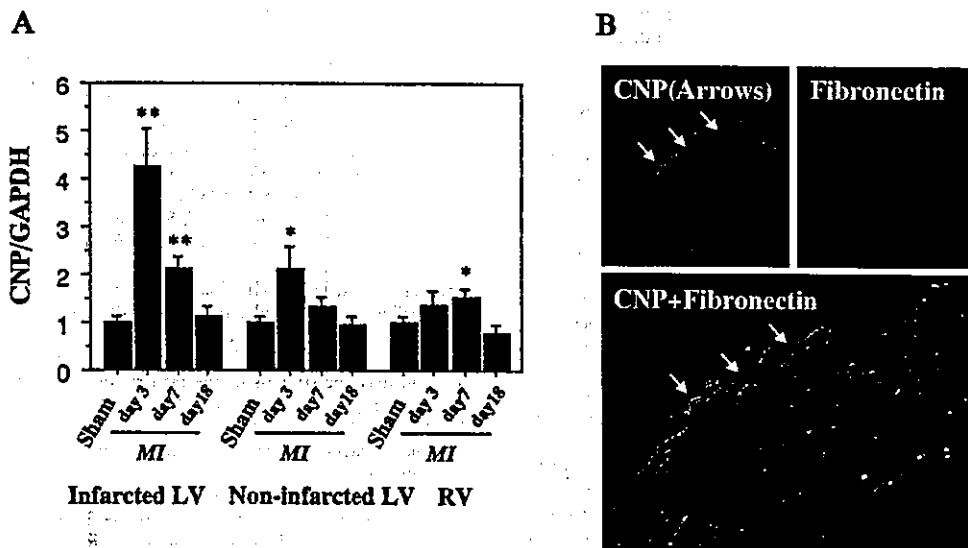 A
CNP/GAPDH
6
5
4
3
2
1
0
**
**
*
*
Sham day 3 day7 day18 Sham day 3 day7 day18 Sham day 3 day7 day18
MI MI MI
Infarcted LV Non-infarcted LV RV
B
CNP(Arrows) Fibronectin
CNP+Fibronectin